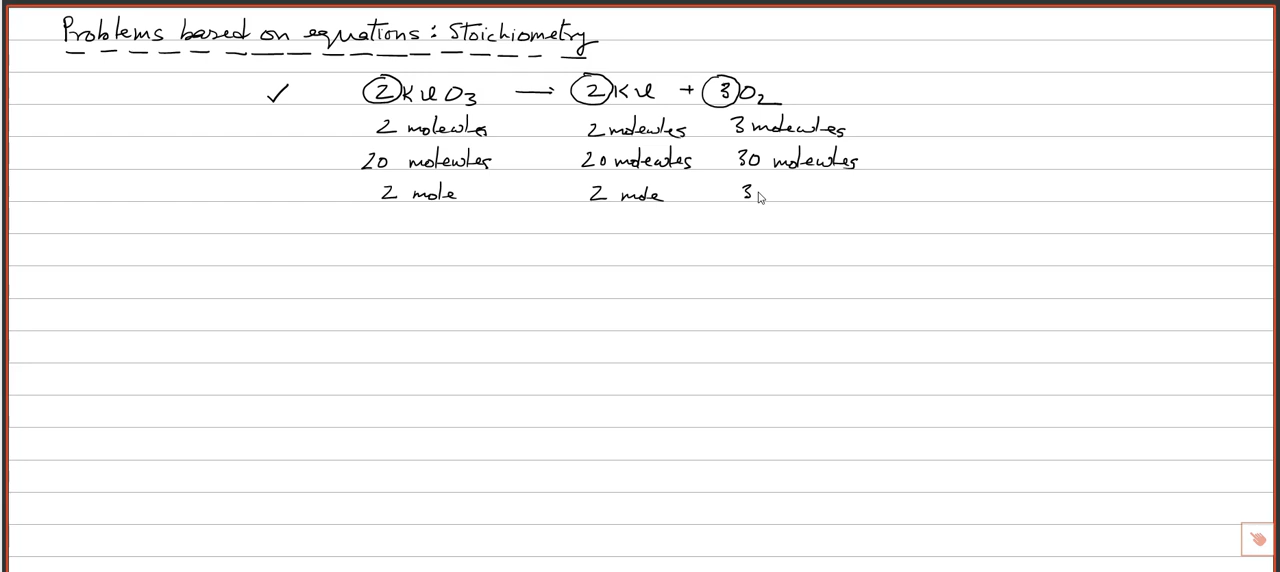 Problems based on equations : Stoichiometry
✓ 2KClO3 → 2KCl + 3O2
2 molecules 2 molecules 3 molecules
20 molecules 20 molecules 30 molecules
2 mole 2 mole 3